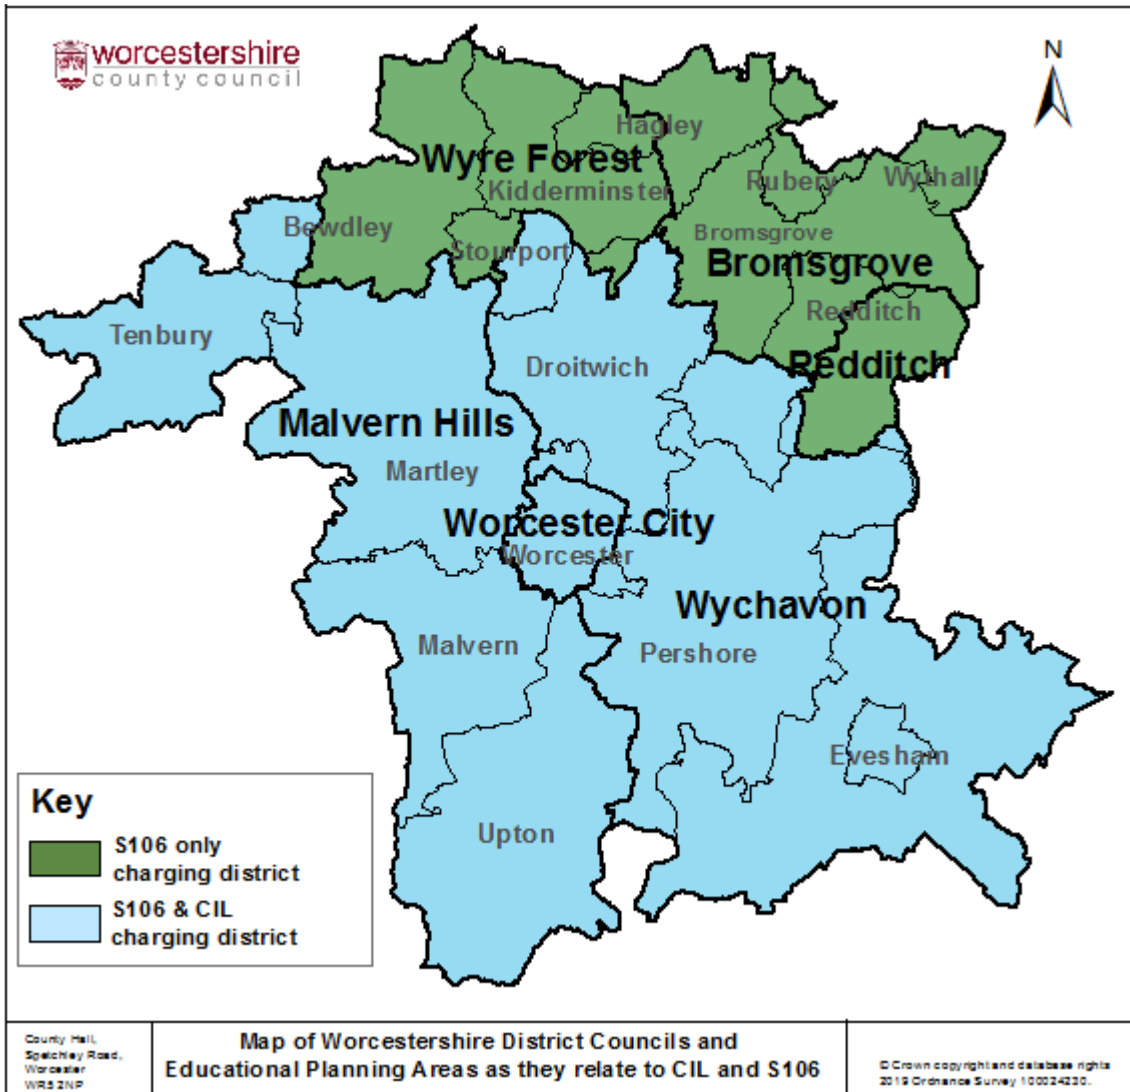 worcestershire
county council
N
Hagley
Wyre Forest
Kidderminster
Rubery
Wythall
Bewdley
Stourport
Bromsgrove
Bromsgrove
Redditch
Redditch
Tenbury
Droitwich
Malvern Hills
Martley
Worcester City
Worcester
Wychavon
Malvern
Pershore
Evesham
Upton
Key
S106 only
charging district
S106 & CIL
charging district
County Hall,
Spetchley Road,
Worcester
WR5 2NP
Map of Worcestershire District Councils and
Educational Planning Areas as they relate to CIL and S106
© Crown copyright and database rights
2019 Ordnance Survey 100024230.